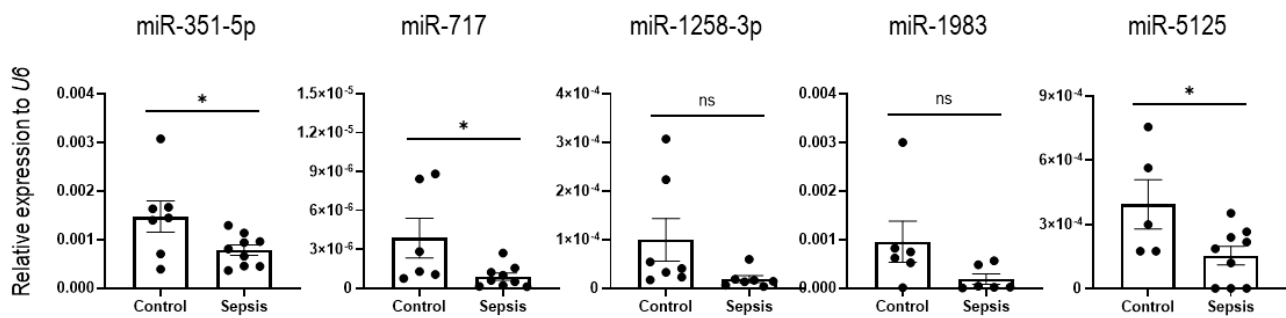 miR-351-5p
miR-717
miR-1258-3p
miR-1983
miR-5125
Relative expression to U6
0.004
0.003
0.002
0.001
0.000
*
Control
Sepsis
1.5×10⁻⁵
1.2×10⁻⁵
9×10⁻⁶
6×10⁻⁶
3×10⁻⁶
0
*
Control
Sepsis
4×10⁻⁴
3×10⁻⁴
2×10⁻⁴
1×10⁻⁴
0
ns
Control
Sepsis
0.004
0.003
0.002
0.001
0.000
ns
Control
Sepsis
9×10⁻⁴
6×10⁻⁴
3×10⁻⁴
0
*
Control
Sepsis